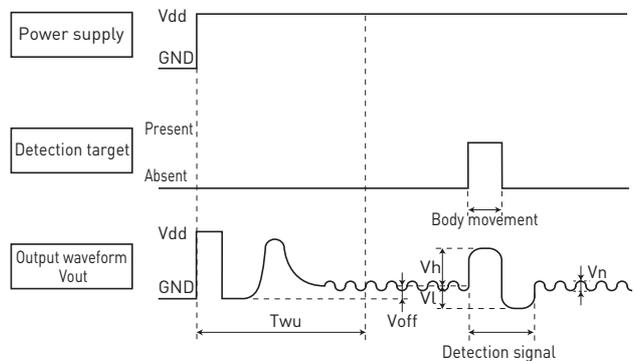 Power supply
Vdd
GND
Detection target
Present
Absent
Body movement
Output waveform
Vout
Vdd
GND
Vh
Vl
Vn
Twu
Voff
Detection signal